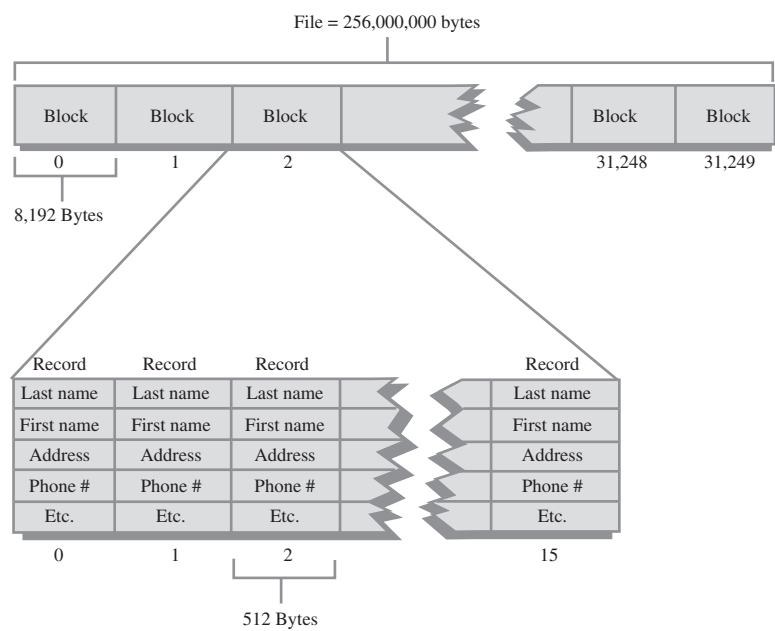 File = 256,000,000 bytes
Block Block Block Block Block
0 1 2 31,248 31,249
8,192 Bytes
Record Record Record Record
Last name Last name Last name Last name
First name First name First name First name
Address Address Address Address
Phone # Phone # Phone # Phone #
Etc. Etc. Etc. Etc.
0 1 2 15
512 Bytes